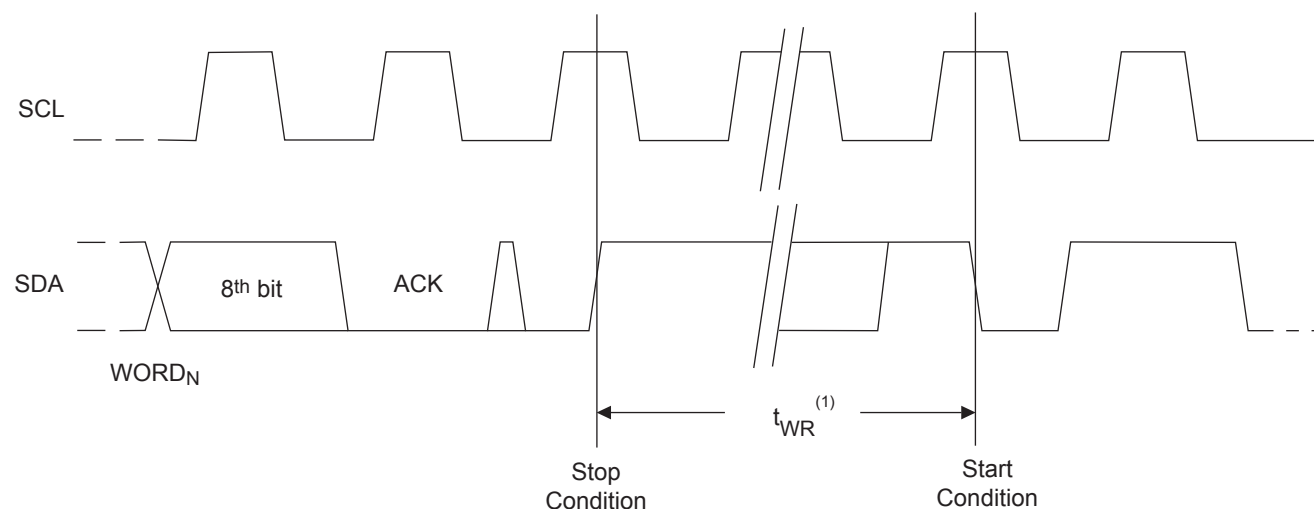 SCL
SDA
8th bit
ACK
WORDN
tWR(1)
Stop
Condition
Start
Condition